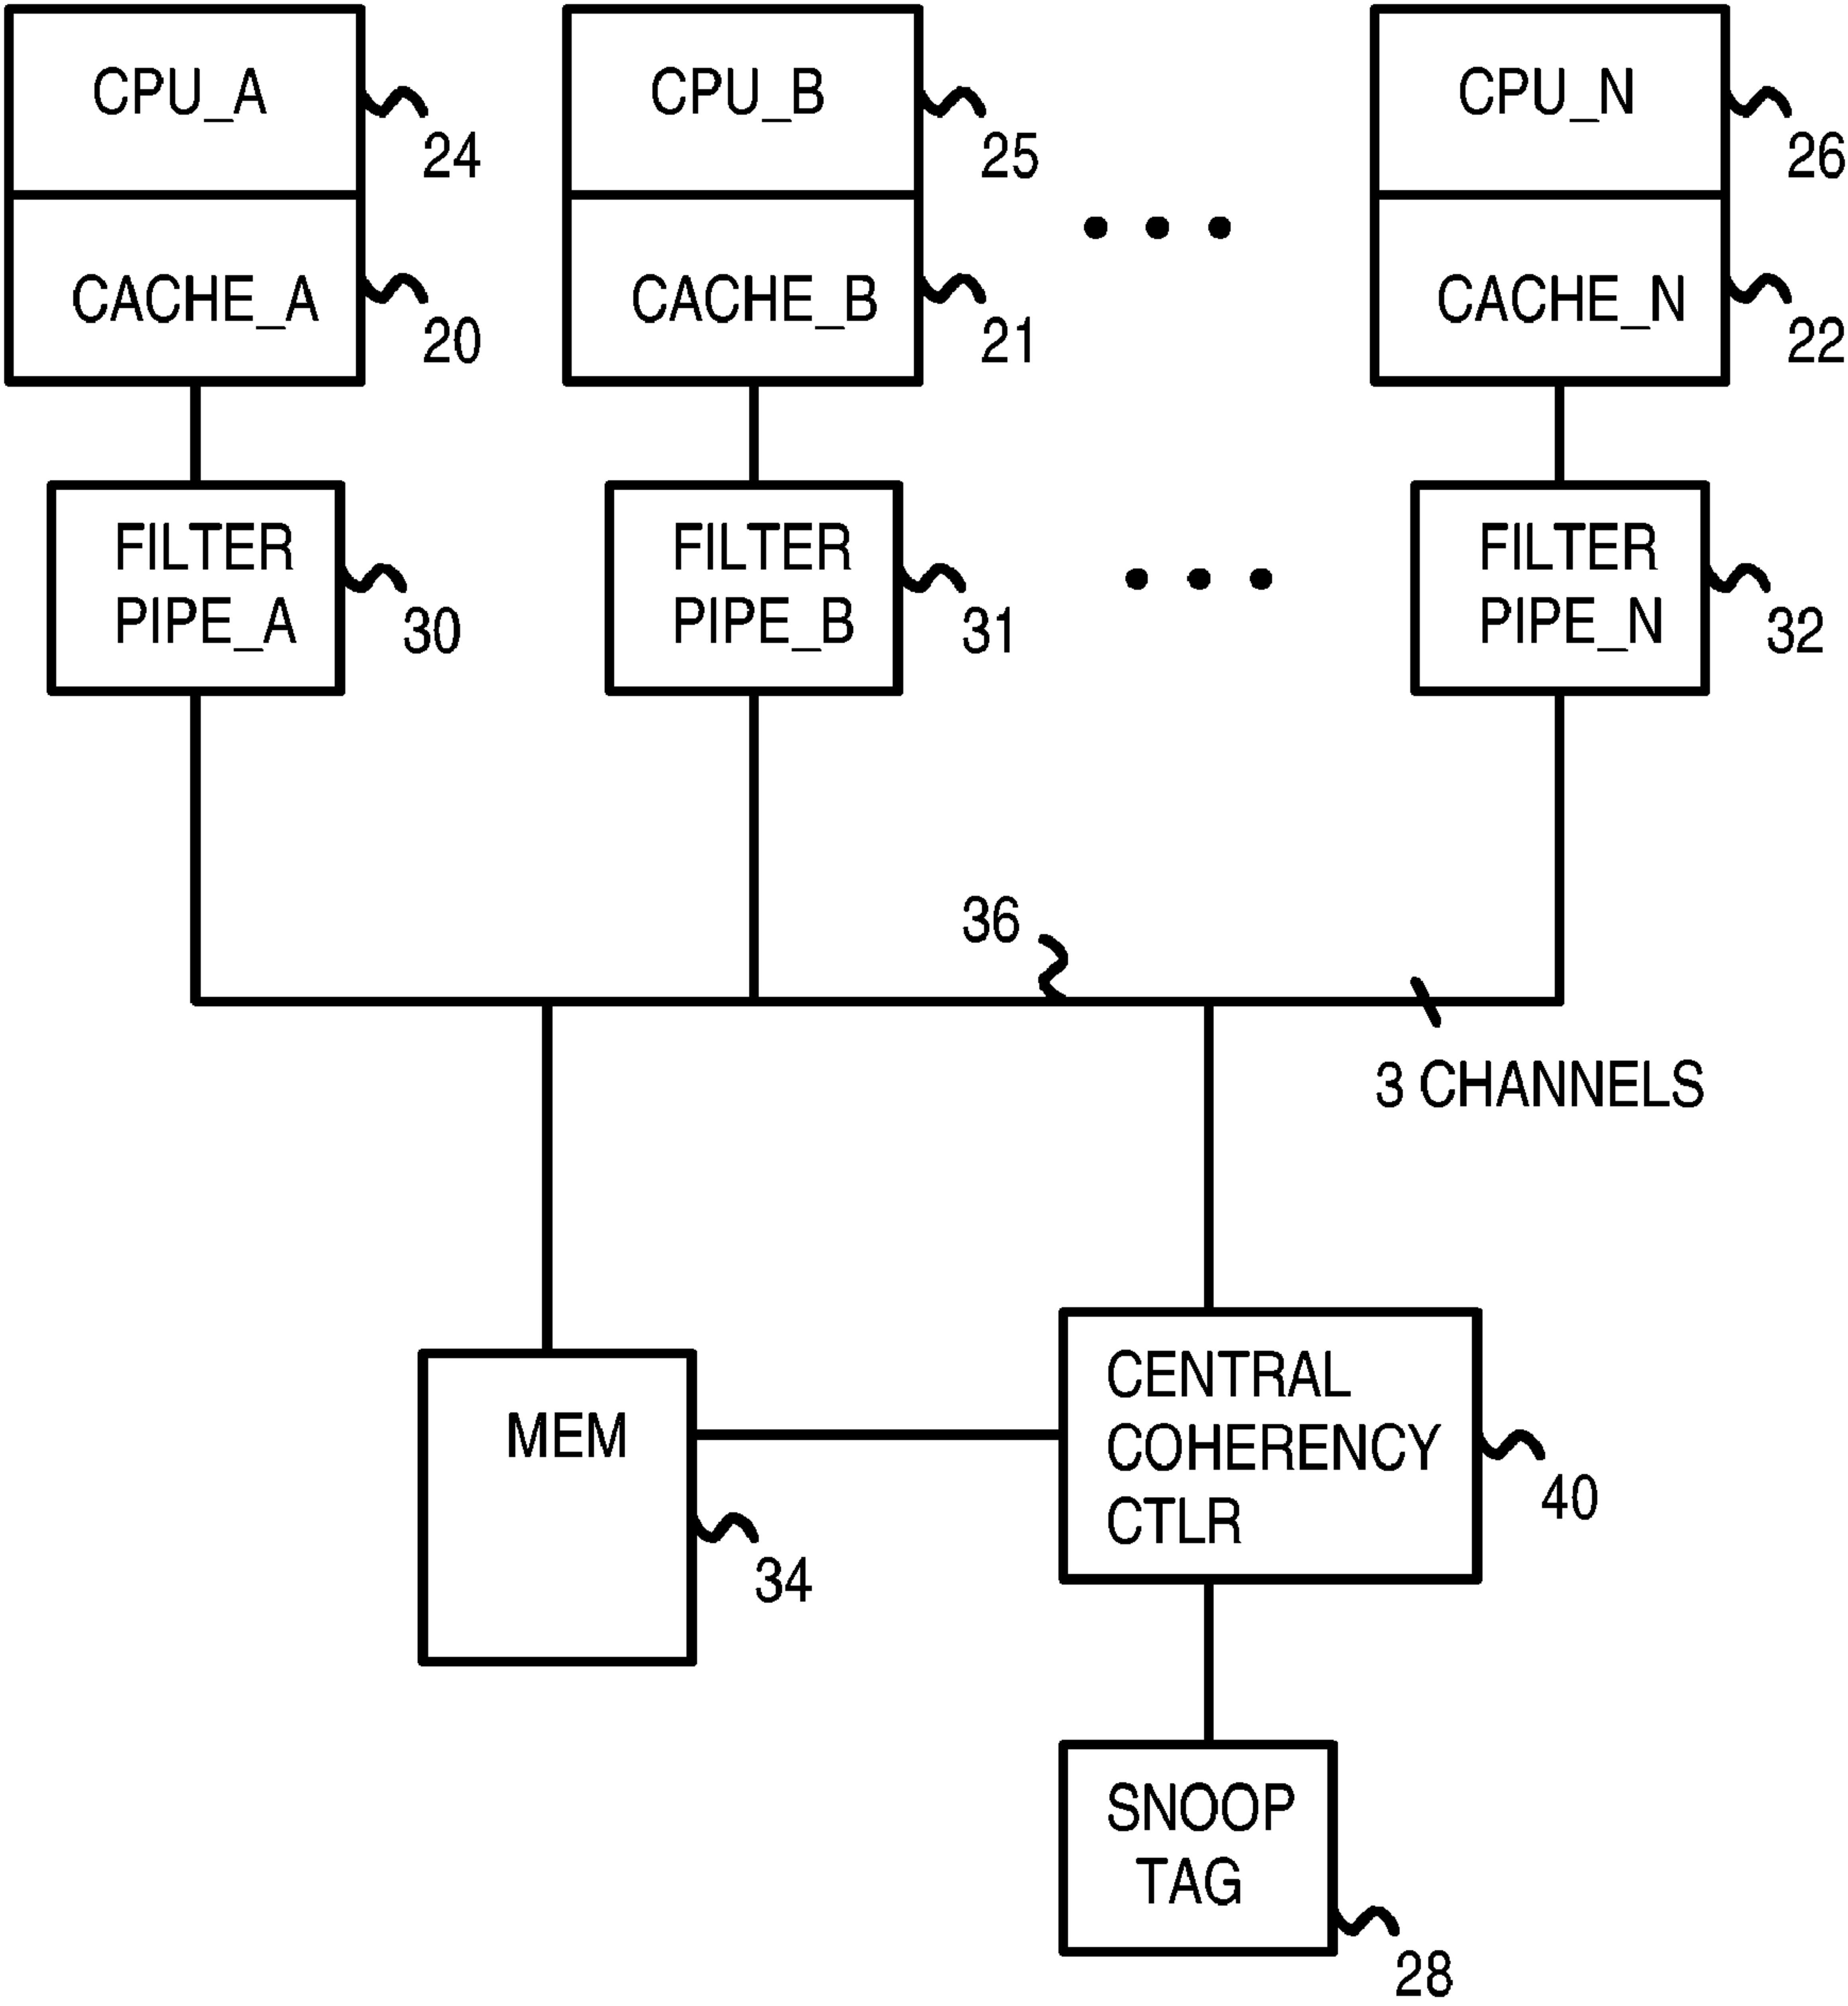 CPU_A
24
CPU_B
25
CPU_N
26
CACHE_A
20
CACHE_B
21
CACHE_N
22
FILTER
PIPE_A
30
FILTER
PIPE_B
31
FILTER
PIPE_N
32
36
3 CHANNELS
MEM
34
CENTRAL
COHERENCY
CTLR
40
SNOOP
TAG
28